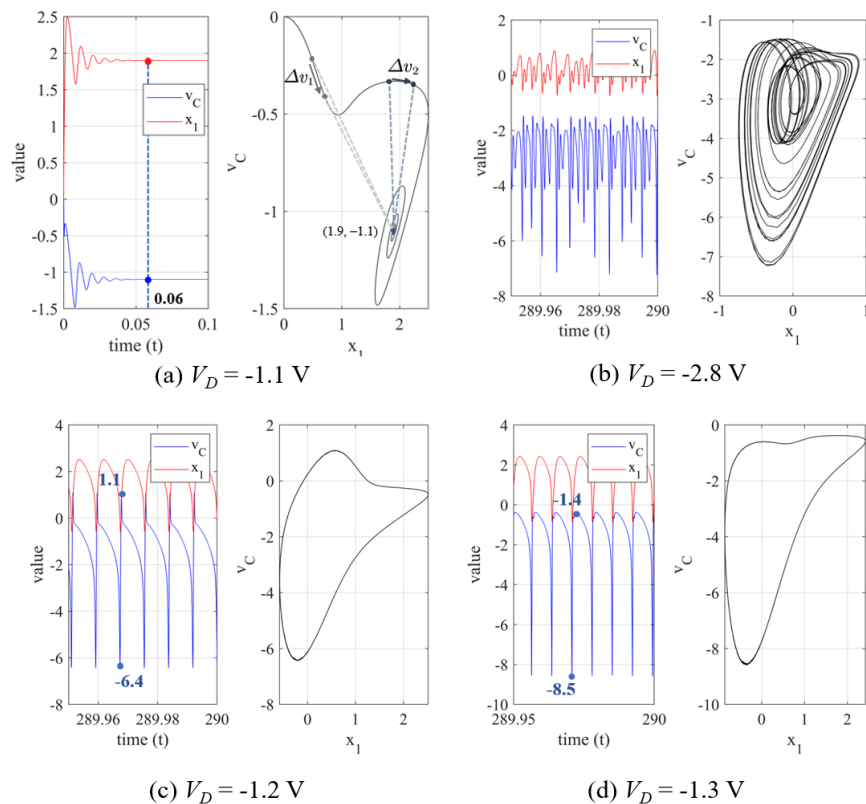 2.5
2
1.5
1
0.5
0
-0.5
-1
-1.5
value
v_C
x_1
0.06
0
0.05
0.1
time (t)
0
-0.5
-1
-1.5
v_C
Δv_1
Δv_2
(1.9, −1.1)
0
1
2
x_1
(a) V_D = -1.1 V
2
0
-2
-4
-6
-8
value
v_C
x_1
289.96
289.98
290
time (t)
-1
-2
-3
-4
-5
-6
-7
-8
v_C
-1
0
1
x_1
(b) V_D = -2.8 V
4
2
0
-2
-4
-6
-8
value
v_C
x_1
1.1
-6.4
289.96
289.98
290
time (t)
2
0
-2
-4
-6
-8
v_C
0
1
2
x_1
(c) V_D = -1.2 V
4
2
0
-2
-4
-6
-8
-10
value
v_C
x_1
-1.4
-8.5
289.95
290
time (t)
0
-2
-4
-6
-8
-10
v_C
0
1
2
x_1
(d) V_D = -1.3 V